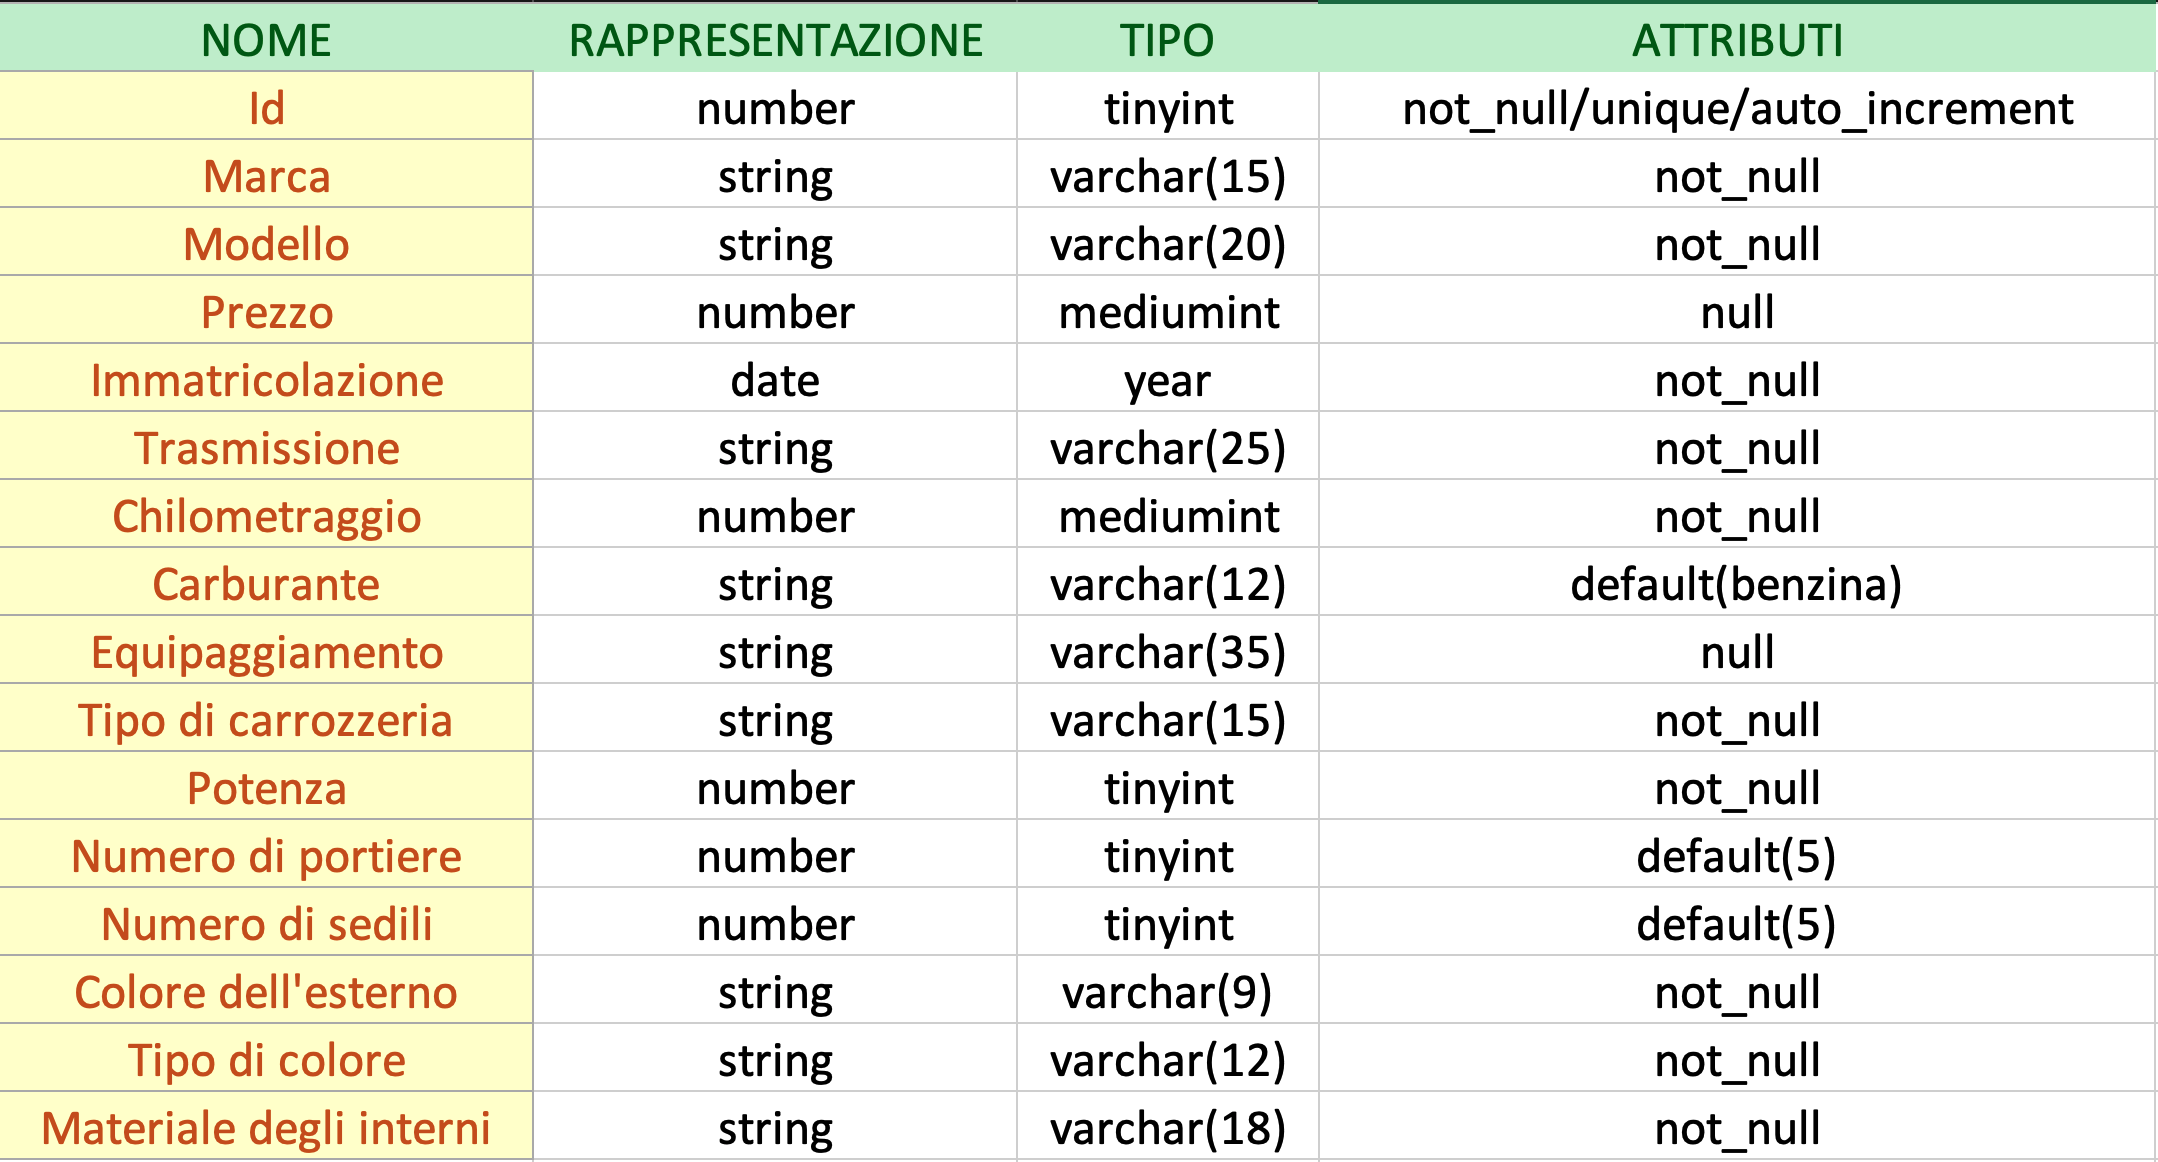 NOME RAPPRESENTAZIONE TIPO ATTRIBUTI
Id number tinyint not_null/unique/auto_increment
Marca string varchar(15) not_null
Modello string varchar(20) not_null
Prezzo number mediumint null
Immatricolazione date year not_null
Trasmissione string varchar(25) not_null
Chilometraggio number mediumint not_null
Carburante string varchar(12) default(benzina)
Equipaggiamento string varchar(35) null
Tipo di carrozzeria string varchar(15) not_null
Potenza number tinyint not_null
Numero di portiere number tinyint default(5)
Numero di sedili number tinyint default(5)
Colore dell'esterno string varchar(9) not_null
Tipo di colore string varchar(12) not_null
Materiale degli interni string varchar(18) not_null